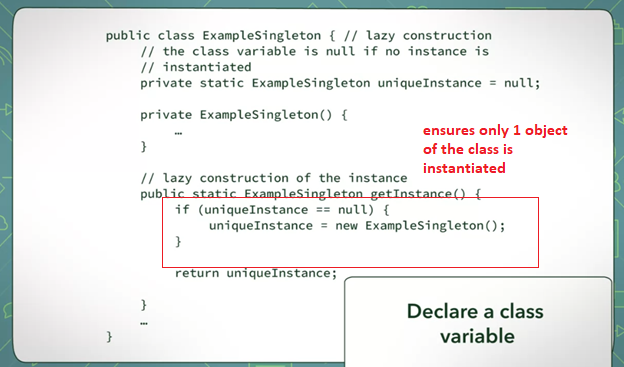 public class ExampleSingleton { // lazy construction
// the class variable is null if no instance is
// instantiated
private static ExampleSingleton uniqueInstance = null;
private ExampleSingleton() {
…
}
ensures only 1 object
of the class is
instantiated
// lazy construction of the instance
public static ExampleSingleton getInstance() {
if (uniqueInstance == null) {
uniqueInstance = new ExampleSingleton();
}
return uniqueInstance;
}
…
}
Declare a class
variable